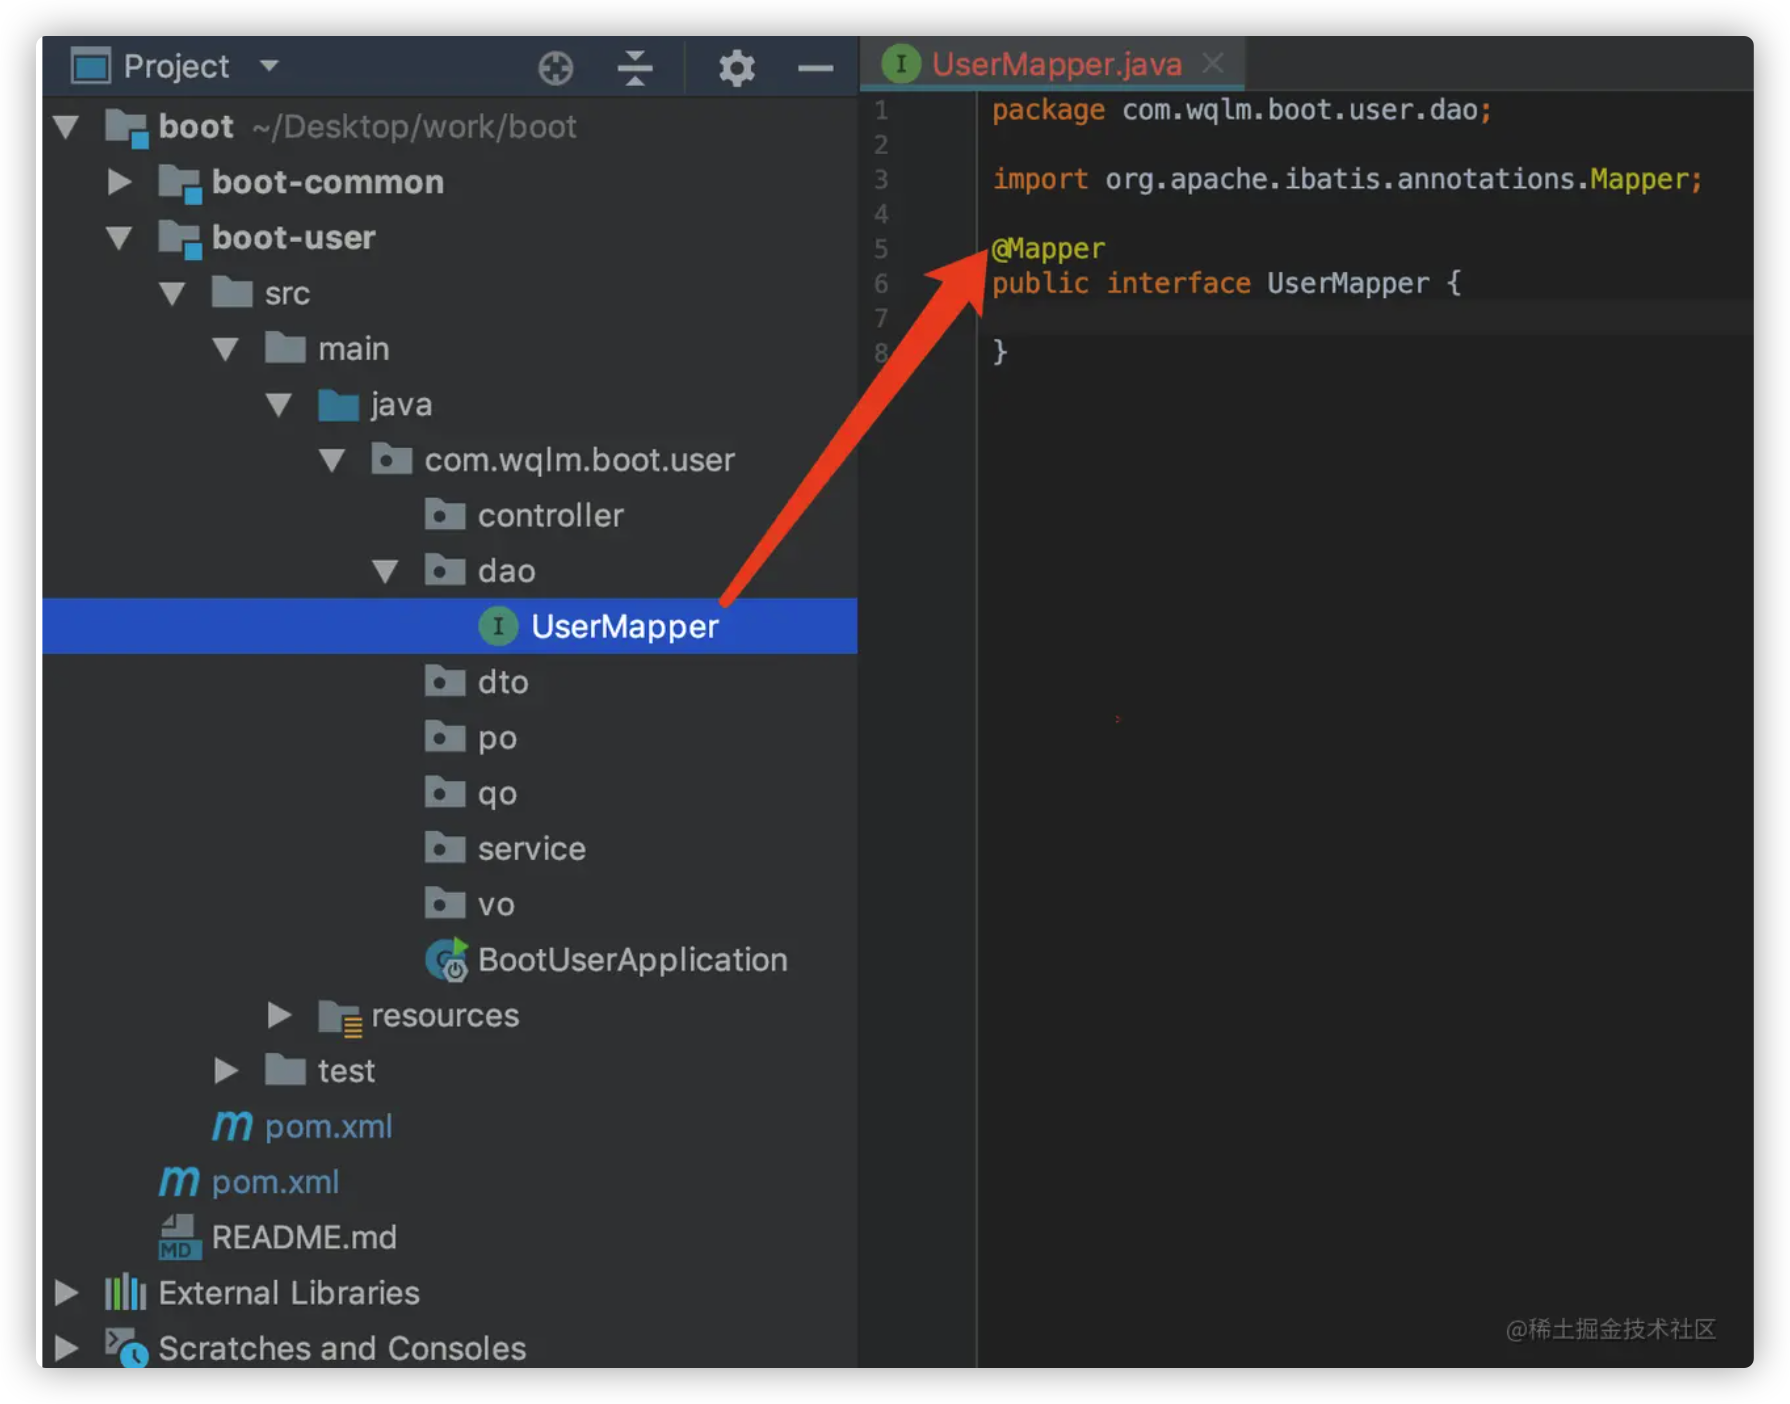 Project
boot ~/Desktop/work/boot
boot-common
boot-user
src
main
java
com.wqlm.boot.user
controller
dao
I UserMapper
dto
po
qo
service
vo
BootUserApplication
resources
test
m pom.xml
m pom.xml
MD README.md
External Libraries
Scratches and Consoles
I UserMapper.java
1 package com.wqlm.boot.user.dao;
2
3 import org.apache.ibatis.annotations.Mapper;
4
5 @Mapper
6 public interface UserMapper {
7
8 }
@稀土掘金技术社区